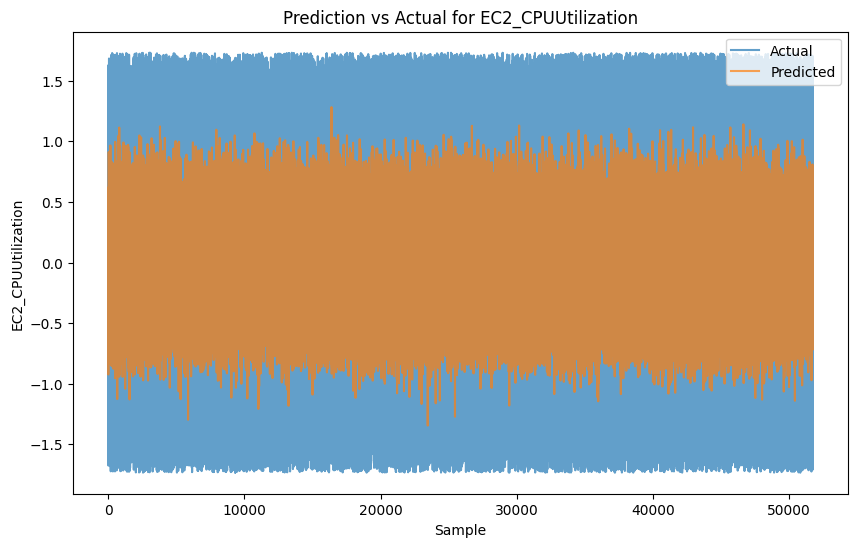 Prediction vs Actual for EC2_CPUUtilization
Actual
Predicted
1.5
1.0
0.5
0.0
−0.5
−1.0
−1.5
EC2_CPUUtilization
0
10000
20000
30000
40000
50000
Sample